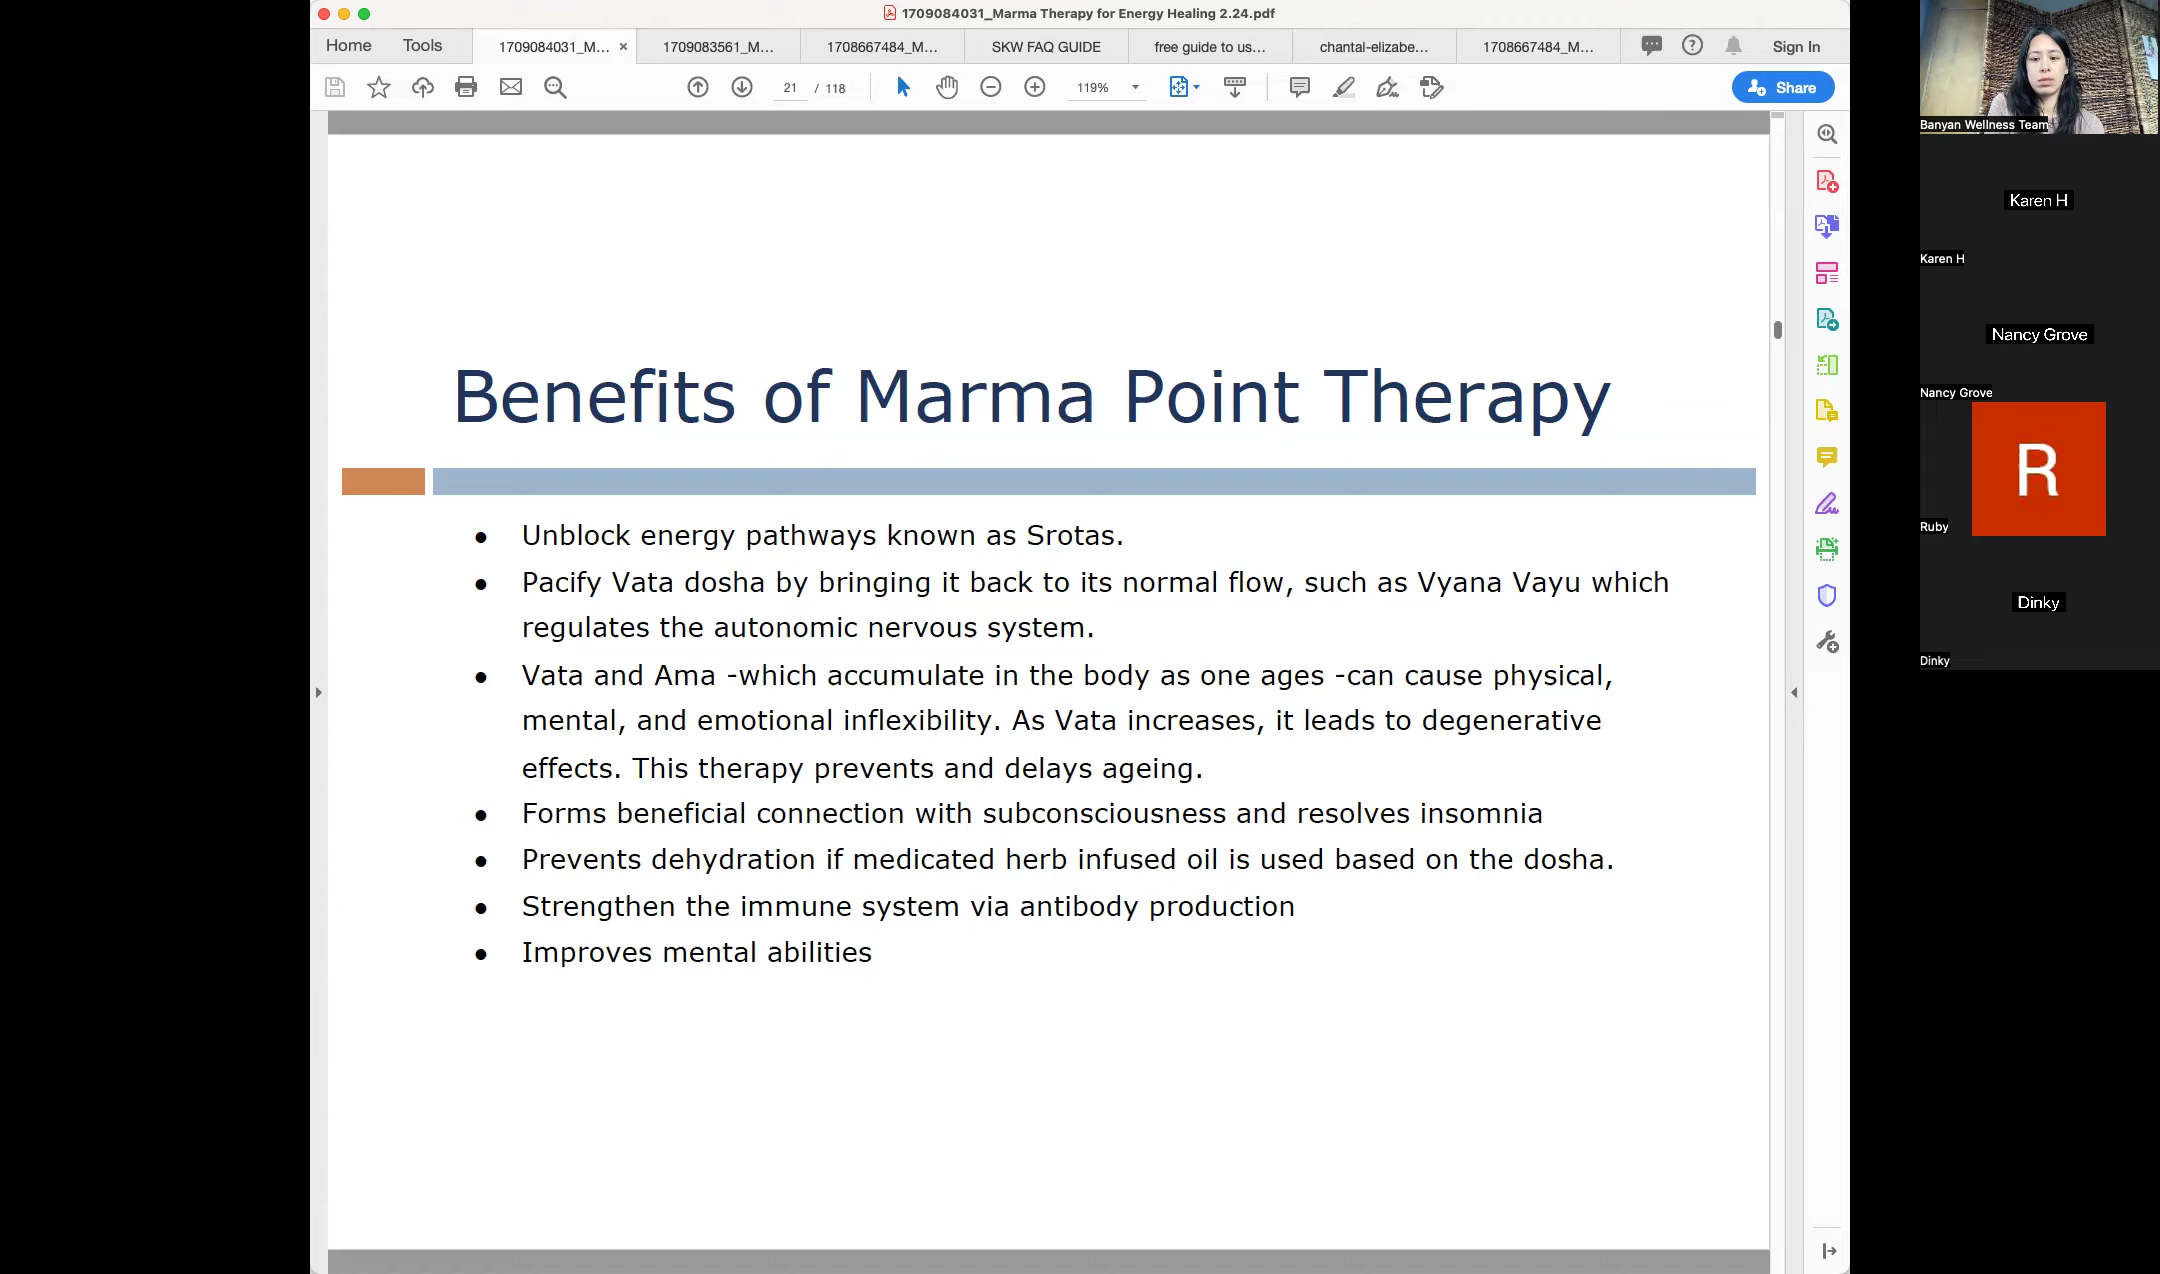 1709084031_Marma Therapy for Energy Healing 2.24.pdf
Home Tools 1709084031_M... × 1709083561_M... 1708667484_M... SKW FAQ GUIDE free guide to us... chantal-elizabe... 1708667484_M... Sign In
21 / 118 119% Share
Benefits of Marma Point Therapy
● Unblock energy pathways known as Srotas.
● Pacify Vata dosha by bringing it back to its normal flow, such as Vyana Vayu which
regulates the autonomic nervous system.
● Vata and Ama -which accumulate in the body as one ages -can cause physical,
mental, and emotional inflexibility. As Vata increases, it leads to degenerative
effects. This therapy prevents and delays ageing.
● Forms beneficial connection with subconsciousness and resolves insomnia
● Prevents dehydration if medicated herb infused oil is used based on the dosha.
● Strengthen the immune system via antibody production
● Improves mental abilities
Banyan Wellness Team
Karen H
Karen H
Nancy Grove
Nancy Grove
R
Ruby
Dinky
Dinky